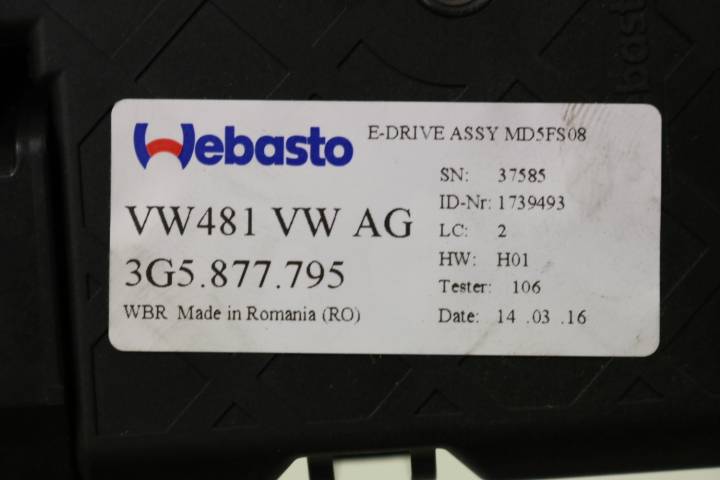 Webasto
E-DRIVE ASSY MD5FS08
VW481 VW AG
3G5.877.795
WBR Made in Romania (RO)
SN: 37585
ID-Nr: 1739493
LC: 2
HW: H01
Tester: 106
Date: 14 .03 .16
ebasto